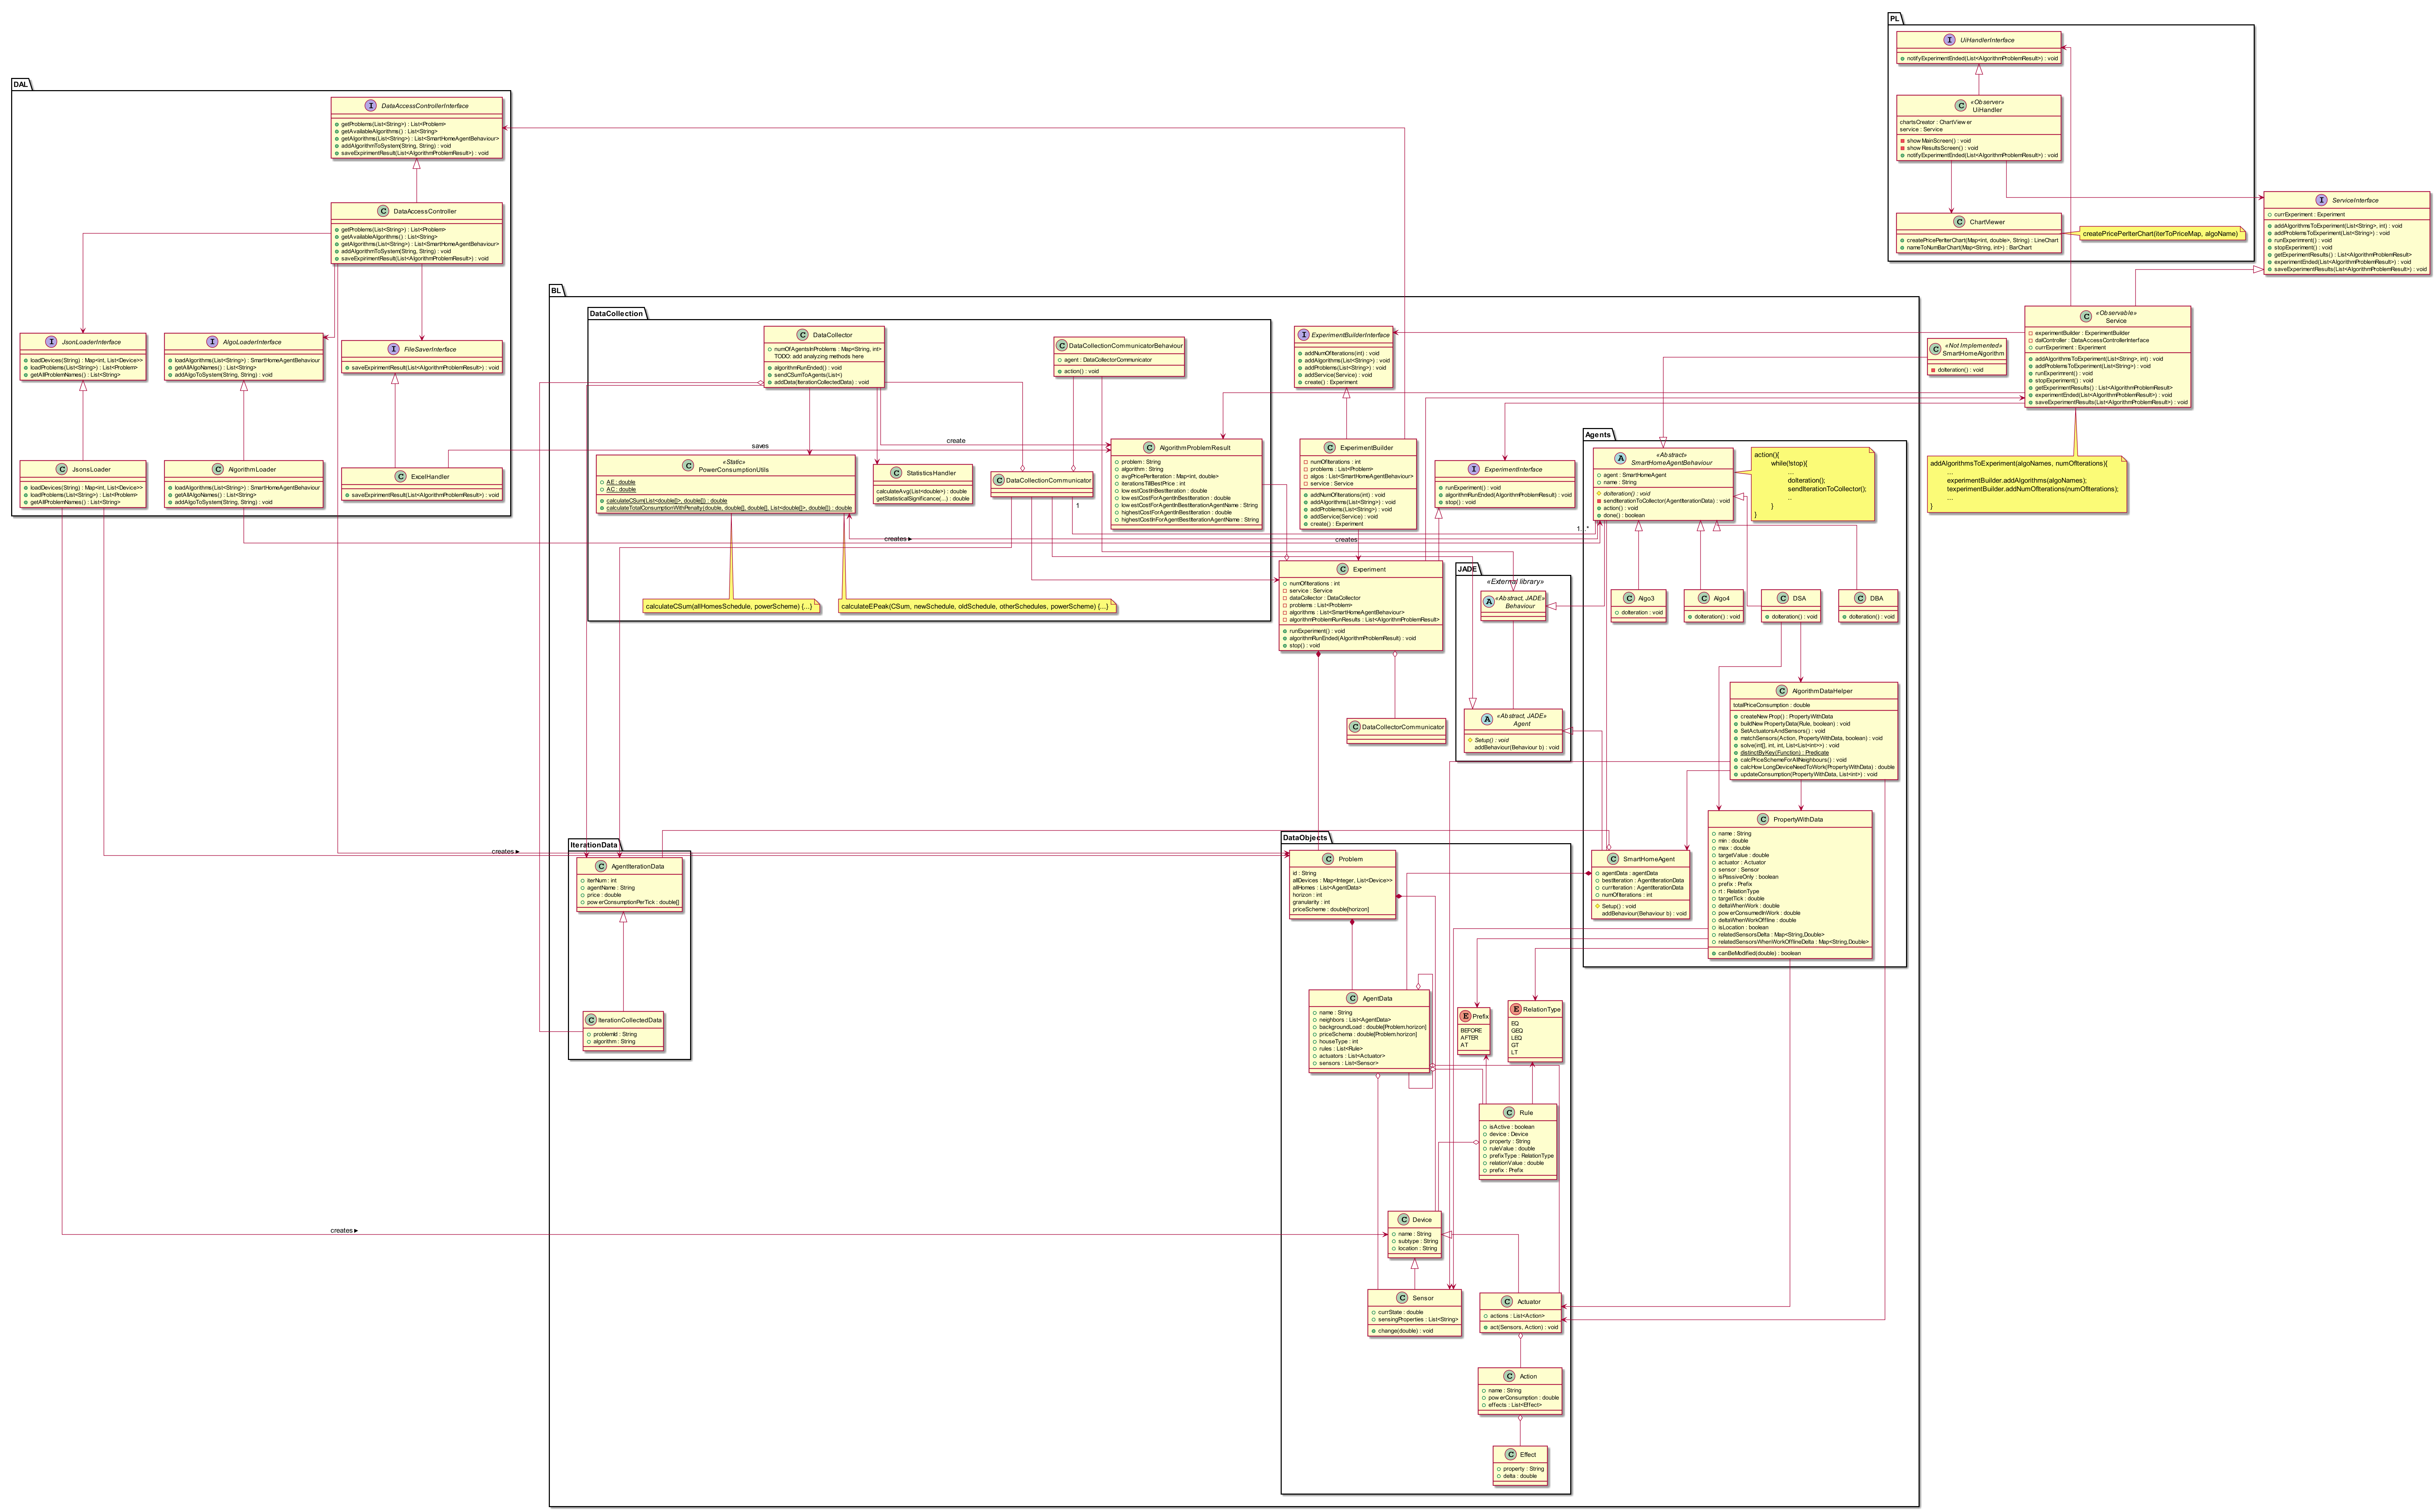 PL
UiHandlerInterface
notifyExperimentEnded(List<AlgorithmProblemResult>) : void
«Observer»
UiHandler
chartsCreator : ChartViewer
service : Service
showMainScreen() : void
showResultsScreen() : void
notifyExperimentEnded(List<AlgorithmProblemResult>) : void
ChartViewer
createPricePerIterChart(Map<int, double>, String) : LineChart
nameToNumBarChart(Map<String, int>) : BarChart
createPricePerIterChart(iterToPriceMap, algoName)
ServiceInterface
currExperiment : Experiment
addAlgorithmsToExperiment(List<String>, int) : void
addProblemsToExperiment(List<String>) : void
runExperimrent() : void
stopExperiment() : void
getExperimentResults() : List<AlgorithmProblemResult>
experimentEnded(List<AlgorithmProblemResult>) : void
saveExperimentResults(List<AlgorithmProblemResult>) : void
«Observable»
Service
experimentBuilder : ExperimentBuilder
dalController : DataAccessControllerInterface
currExperiment : Experiment
addAlgorithmsToExperiment(List<String>, int) : void
addProblemsToExperiment(List<String>) : void
runExperimrent() : void
stopExperiment() : void
getExperimentResults() : List<AlgorithmProblemResult>
experimentEnded(List<AlgorithmProblemResult>) : void
saveExperimentResults(List<AlgorithmProblemResult>) : void
addAlgorithmsToExperiment(algoNames, numOfIterations){
...
experimentBuilder.addAlgorithms(algoNames);
texperimentBuilder.addNumOfIterations(numOfIterations);
...
}
«Not Implemented»
SmartHomeAlgorithm
doIteration() : void
DAL
DataAccessControllerInterface
getProblems(List<String>) : List<Problem>
getAvailableAlgorithms() : List<String>
getAlgorithms(List<String>) : List<SmartHomeAgentBehaviour>
addAlgorithmToSystem(String, String) : void
saveExpirimentResult(List<AlgorithmProblemResult>) : void
DataAccessController
getProblems(List<String>) : List<Problem>
getAvailableAlgorithms() : List<String>
getAlgorithms(List<String>) : List<SmartHomeAgentBehaviour>
addAlgorithmToSystem(String, String) : void
saveExpirimentResult(List<AlgorithmProblemResult>) : void
JsonLoaderInterface
loadDevices(String) : Map<int, List<Device>>
loadProblems(List<String>) : List<Problem>
getAllProblemNames() : List<String>
AlgoLoaderInterface
loadAlgorithms(List<String>) : SmartHomeAgentBehaviour
getAllAlgoNames() : List<String>
addAlgoToSystem(String, String) : void
FileSaverInterface
saveExpirimentResult(List<AlgorithmProblemResult>) : void
JsonsLoader
loadDevices(String) : Map<int, List<Device>>
loadProblems(List<String>) : List<Problem>
getAllProblemNames() : List<String>
AlgorithmLoader
loadAlgorithms(List<String>) : SmartHomeAgentBehaviour
getAllAlgoNames() : List<String>
addAlgoToSystem(String, String) : void
ExcelHandler
saveExpirimentResult(List<AlgorithmProblemResult>) : void
BL
DataCollection
DataCollector
numOfAgentsInProblems : Map<String, int>
TODO: add analyzing methods here
algorithmRunEnded() : void
sendCSumToAgents(List<)
addData(IterationCollectedData) : void
DataCollectionCommunicatorBehaviour
agent : DataCollectorCommunicator
action() : void
saves
create
«Static»
PowerConsumptionUtils
AE : double
AC : double
calculateCSum(List<double[]>, double[]) : double
calculateTotalConsumptionWithPenalty(double, double[], double[], List<double[]>, double[]) : double
StatisticsHandler
calculateAvg(List<double>) : double
getStatisticalSignificance(...) : double
DataCollectionCommunicator
1
AlgorithmProblemResult
problem : String
algorithm : String
avgPricePerIteration : Map<int, double>
iterationsTillBestPrice : int
lowestCostInBestIteration : double
lowestCostForAgentInBestIteration : double
lowestCostForAgentInBestIterationAgentName : String
highestCostForAgentInBestIteration : double
highestCostInForAgentBestIterationAgentName : String
creates ►
creates
1...*
calculateCSum(allHomesSchedule, powerScheme) {...}
calculateEPeak(CSum, newSchedule, oldSchedule, otherSchedules, powerScheme) {...}
ExperimentBuilderInterface
addNumOfIterations(int) : void
addAlgorithms(List<String>) : void
addProblems(List<String>) : void
addService(Service) : void
create() : Experiment
ExperimentBuilder
numOfIterations : int
problems : List<Problem>
algos : List<SmartHomeAgentBehaviour>
service : Service
addNumOfIterations(int) : void
addAlgorithms(List<String>) : void
addProblems(List<String>) : void
addService(Service) : void
create() : Experiment
ExperimentInterface
runExperiment() : void
algorithmRunEnded(AlgorithmProblemResult) : void
stop() : void
Experiment
numOfIterations : int
service : Service
dataCollector : DataCollector
problems : List<Problem>
algorithms : List<SmartHomeAgentBehaviour>
algorithmProblemRunResults : List<AlgorithmProblemResult>
runExperiment() : void
algorithmRunEnded(AlgorithmProblemResult) : void
stop() : void
DataCollectorCommunicator
JADE
«External library»
«Abstract, JADE»
Behaviour
«Abstract, JADE»
Agent
Setup() : void
addBehaviour(Behaviour b) : void
Agents
«Abstract»
SmartHomeAgentBehaviour
agent : SmartHomeAgent
name : String
doIteration() : void
sendIterationToCollector(AgentIterationData) : void
action() : void
done() : boolean
action(){
while(!stop){
...
doIteration();
sendIterationToCollector();
..
}
}
Algo3
doIteration : void
Algo4
doIteration() : void
DSA
doIteration() : void
DBA
doIteration() : void
AlgorithmDataHelper
totalPriceConsumption : double
createNewProp() : PropertyWithData
buildNewPropertyData(Rule, boolean) : void
SetActuatorsAndSensors() : void
matchSensors(Action, PropertyWithData, boolean) : void
solve(int[], int, int, List<List<int>>) : void
distinctByKey(Function) : Predicate
calcPriceSchemeForAllNeighbours() : void
calcHowLongDeviceNeedToWork(PropertyWithData) : double
updateConsumption(PropertyWithData, List<int>) : void
PropertyWithData
name : String
min : double
max : double
targetValue : double
actuator : Actuator
sensor : Sensor
isPassiveOnly : boolean
prefix : Prefix
rt : RelationType
targetTick : double
deltaWhenWork : double
powerConsumedInWork : double
deltaWhenWorkOffline : double
isLocation : boolean
relatedSensorsDelta : Map<String,Double>
relatedSensorsWhenWorkOfflineDelta : Map<String,Double>
canBeModified(double) : boolean
SmartHomeAgent
agentData : agentData
bestIteration : AgentIterationData
currIteration : AgentIterationData
numOfIterations : int
Setup() : void
addBehaviour(Behaviour b) : void
IterationData
creates ►
AgentIterationData
iterNum : int
agentName : String
price : double
powerConsumptionPerTick : double[]
IterationCollectedData
problemId : String
algorithm : String
DataObjects
Problem
id : String
allDevices : Map<Integer, List<Device>>
allHomes : List<AgentData>
horizon : int
granularity : int
priceScheme : double[horizon]
AgentData
name : String
neighbors : List<AgentData>
backgroundLoad : double[Problem.horizon]
priceSchema : double[Problem.horizon]
houseType : int
rules : List<Rule>
actuators : List<Actuator>
sensors : List<Sensor>
Prefix
BEFORE
AFTER
AT
RelationType
EQ
GEQ
LEQ
GT
LT
Rule
isActive : boolean
device : Device
property : String
ruleValue : double
prefixType : RelationType
relationValue : double
prefix : Prefix
creates ►
Device
name : String
subtype : String
location : String
Sensor
currState : double
sensingProperties : List<String>
change(double) : void
Actuator
actions : List<Action>
act(Sensors, Action) : void
Action
name : String
powerConsumption : double
effects : List<Effect>
Effect
property : String
delta : double